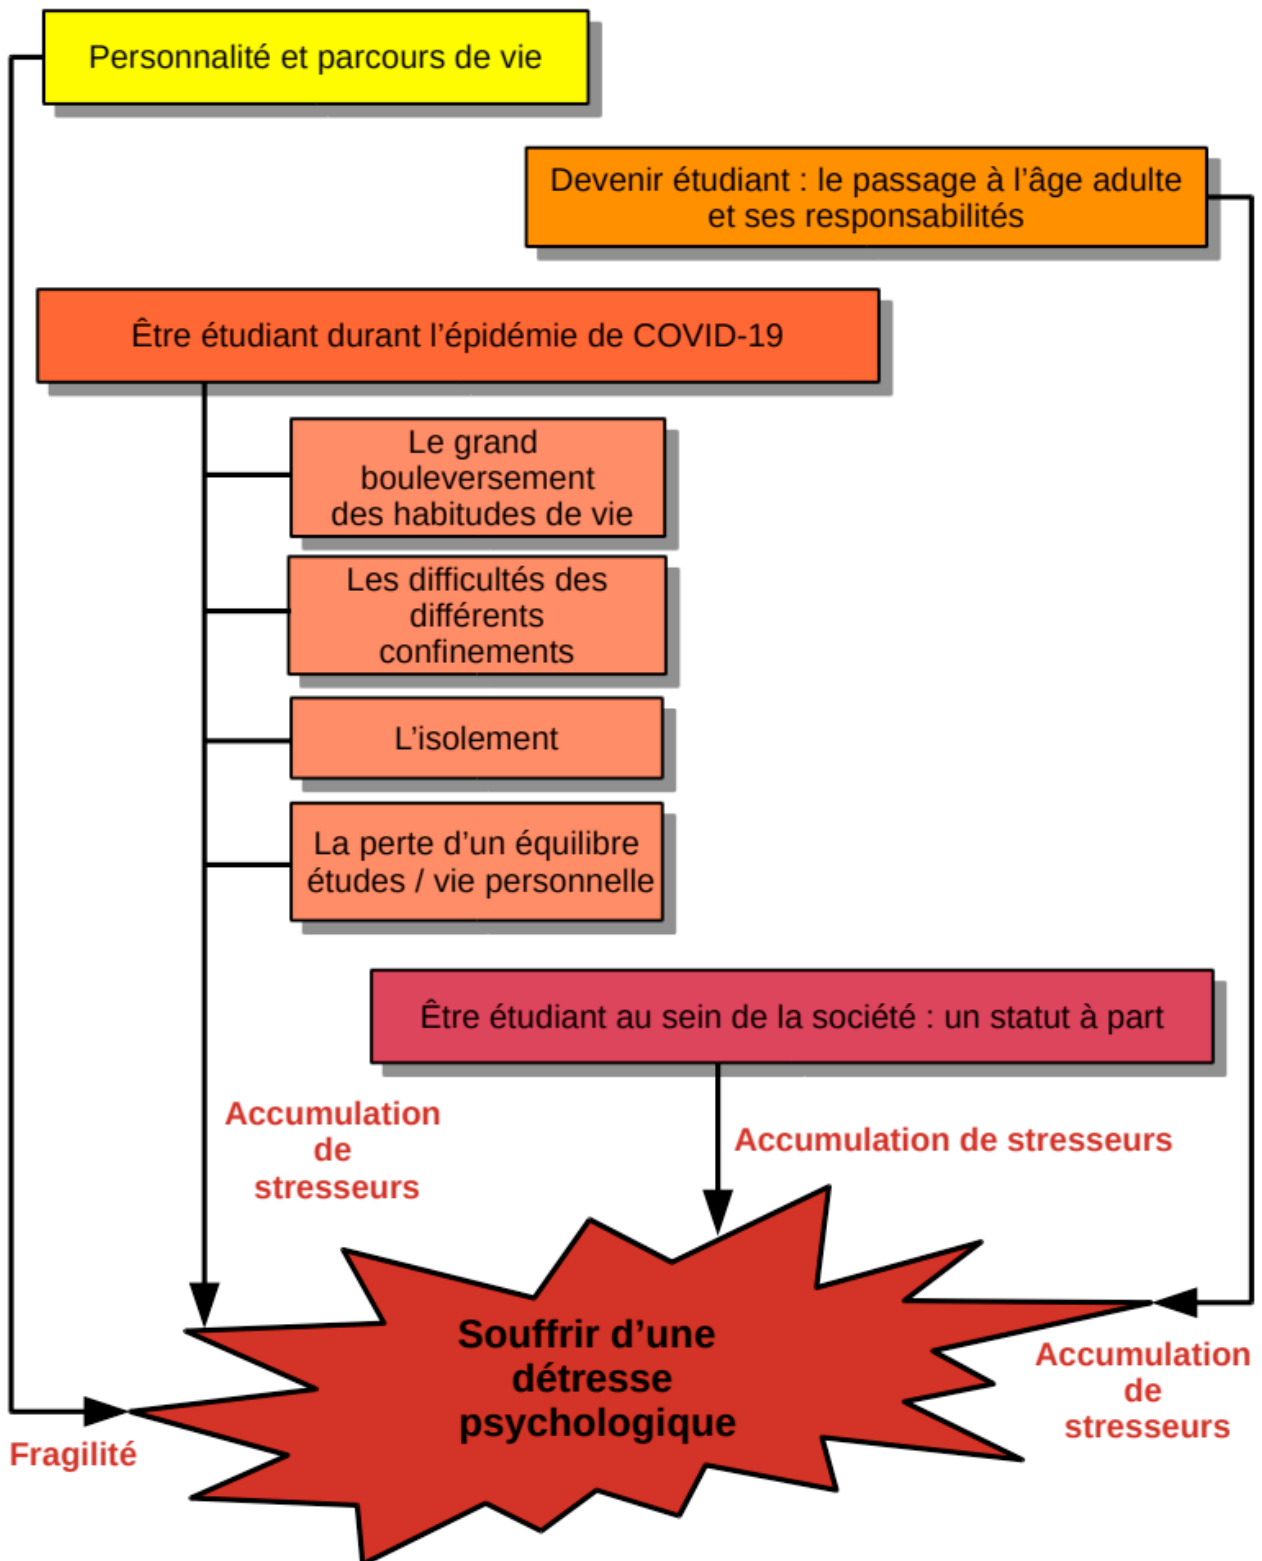 Personnalité et parcours de vie
Devenir étudiant : le passage à l’âge adulte
et ses responsabilités
Être étudiant durant l’épidémie de COVID-19
Le grand
bouleversement
des habitudes de vie
Les difficultés des
différents
confinements
L’isolement
La perte d’un équilibre
études / vie personnelle
Être étudiant au sein de la société : un statut à part
Accumulation
de
stresseurs
Accumulation de stresseurs
Souffrir d’une
détresse
psychologique
Accumulation
de
stresseurs
Fragilité